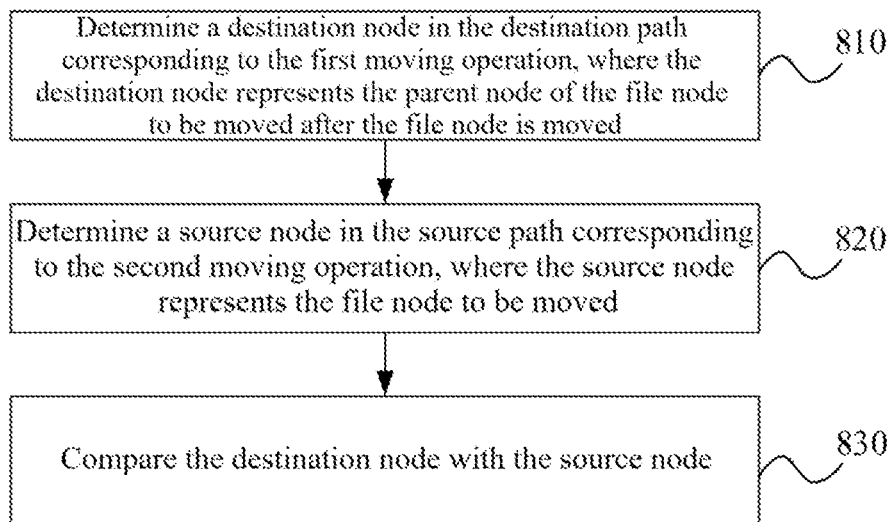 Determine a destination node in the destination path
corresponding to the first moving operation, where the
destination node represents the parent node of the file node
to be moved after the file node is moved
810
Determine a source node in the source path corresponding
to the second moving operation, where the source node
represents the file node to be moved
820
Compare the destination node with the source node
830